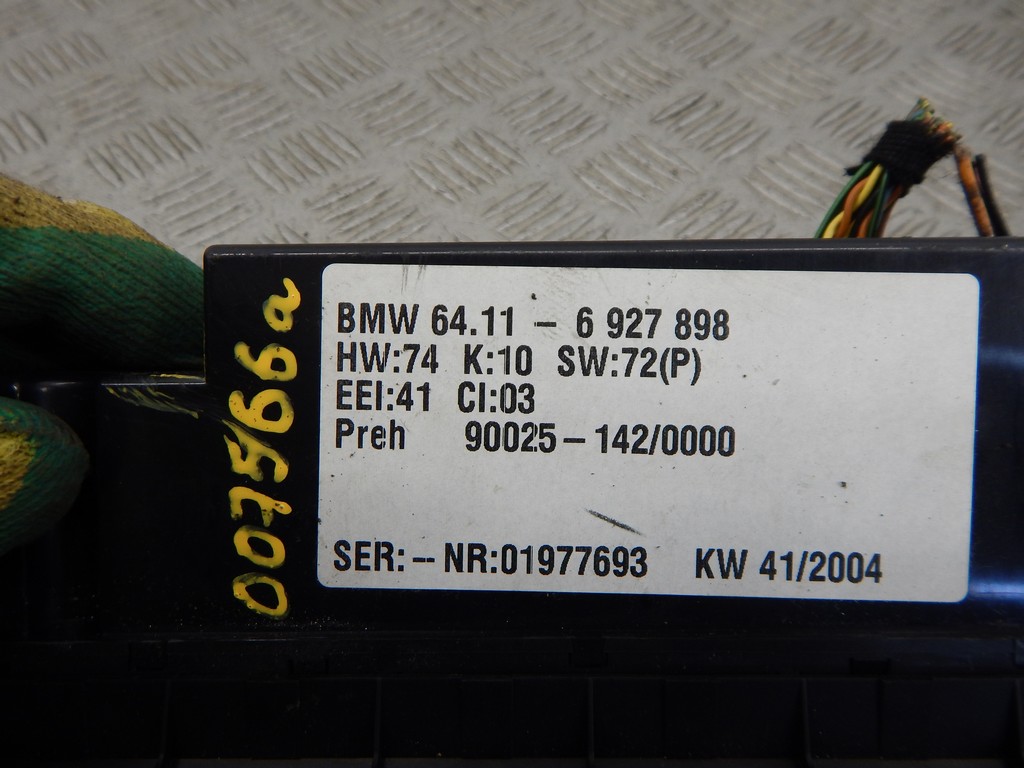 BMW 64.11 – 6 927 898
HW:74 K:10 SW:72(P)
EEI:41 CI:03
Preh 90025–142/0000
SER:–NR:01977693 KW 41/2004
007566a